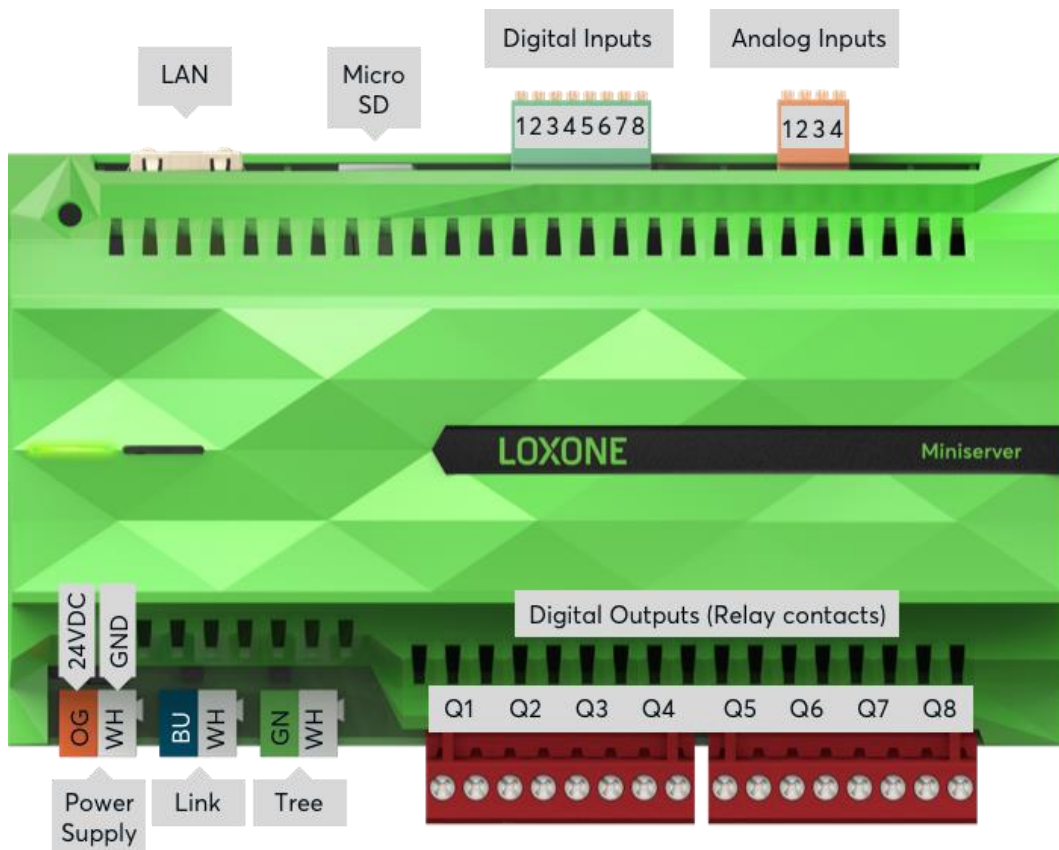 Digital Inputs
Analog Inputs
LAN
Micro
SD
12345678
1234
LOXONE
Miniserver
24VDC
GND
Digital Outputs (Relay contacts)
OG
WH
BU
WH
GN
WH
Q1 Q2 Q3 Q4 Q5 Q6 Q7 Q8
Power
Supply
Link
Tree